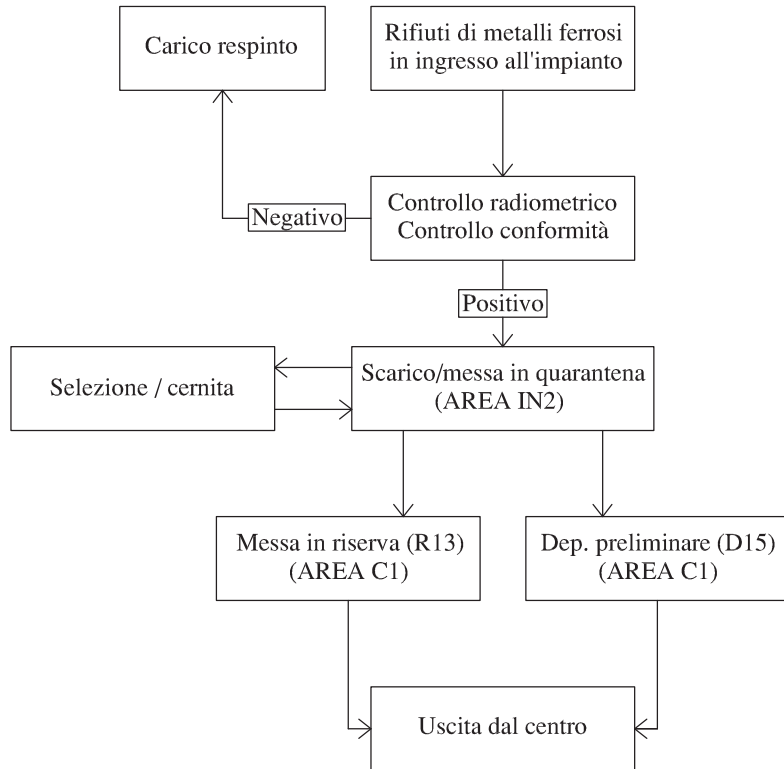 Carico respinto
Rifiuti di metalli ferrosi
in ingresso all'impianto
Controllo radiometrico
Controllo conformità
Negativo
Positivo
Selezione / cernita
Scarico/messa in quarantena
(AREA IN2)
Messa in riserva (R13)
(AREA C1)
Dep. preliminare (D15)
(AREA C1)
Uscita dal centro